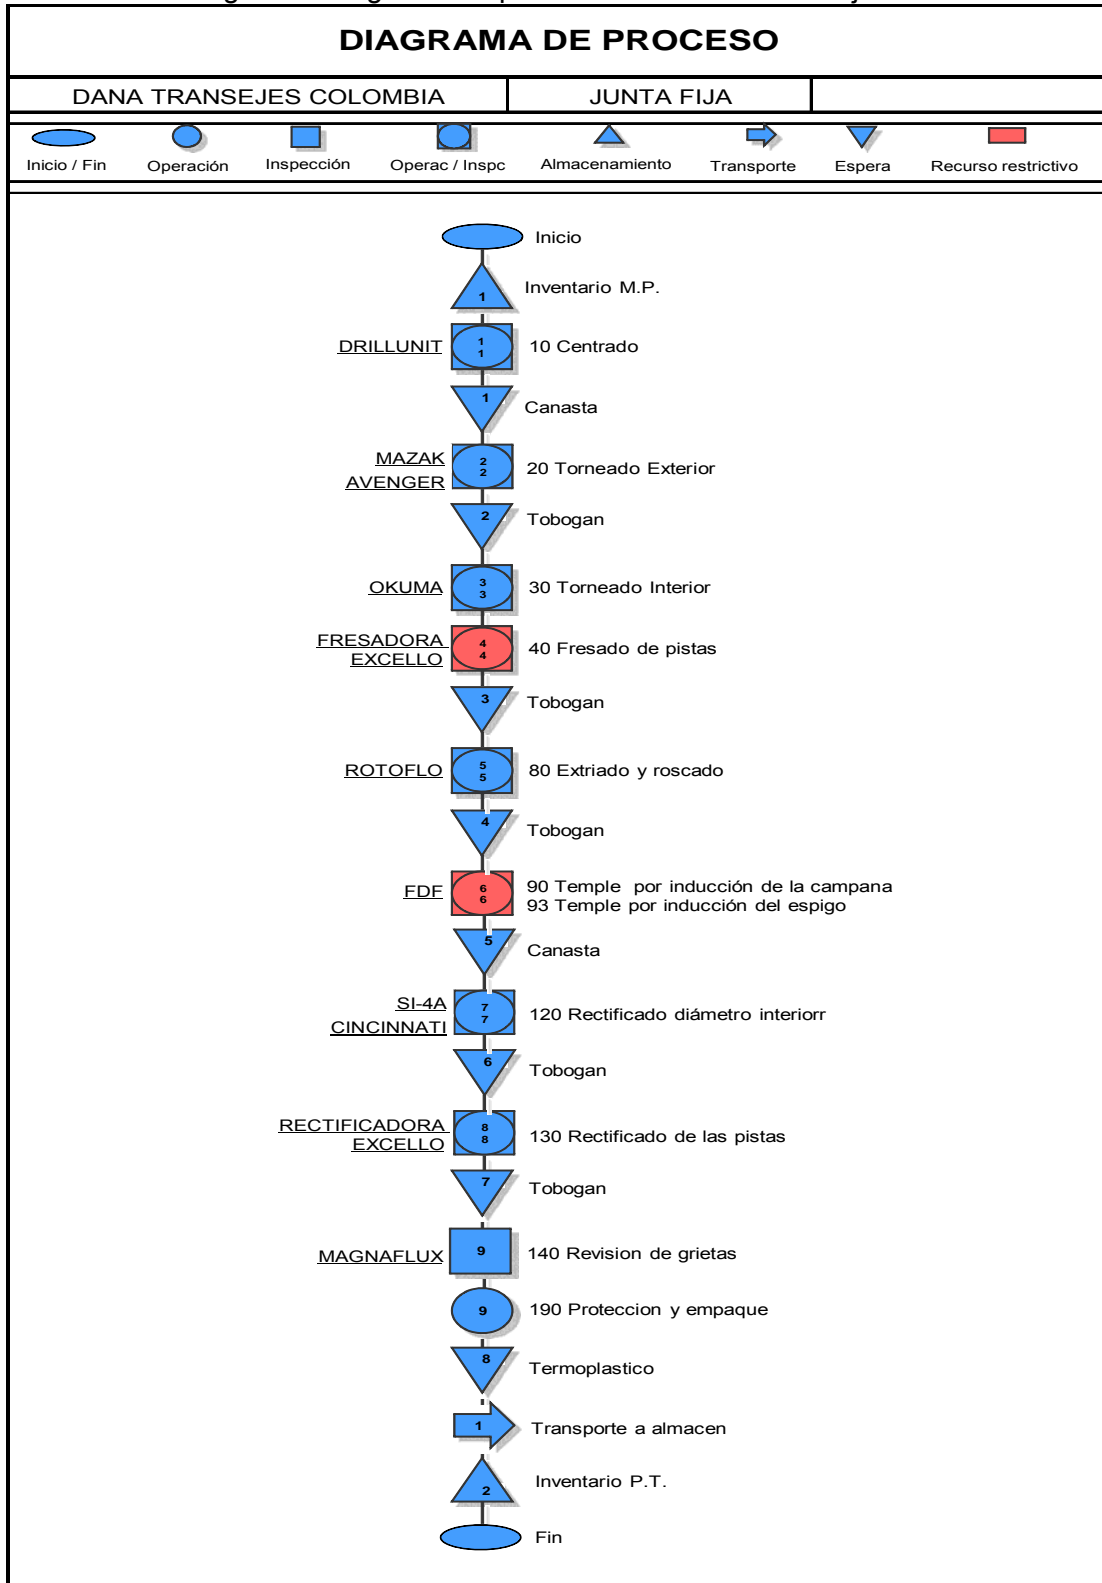 DIAGRAMA DE PROCESO
DANA TRANSEJES COLOMBIA
JUNTA FIJA
Inicio / Fin
Operación
Inspección
Operac / Inspc
Almacenamiento
Transporte
Espera
Recurso restrictivo
Inicio
1
Inventario M.P.
DRILLUNIT
1
1
10 Centrado
1
Canasta
MAZAK
AVENGER
2
2
20 Torneado Exterior
2
Tobogan
OKUMA
3
3
30 Torneado Interior
FRESADORA
EXCELLO
4
4
40 Fresado de pistas
3
Tobogan
ROTOFLO
5
5
80 Extriado y roscado
4
Tobogan
FDF
6
6
90 Temple por inducción de la campana
93 Temple por inducción del espigo
5
Canasta
SI-4A
CINCINNATI
7
7
120 Rectificado diámetro interiorr
6
Tobogan
RECTIFICADORA
EXCELLO
8
8
130 Rectificado de las pistas
7
Tobogan
MAGNAFLUX
9
140 Revision de grietas
9
190 Proteccion y empaque
8
Termoplastico
1
Transporte a almacen
2
Inventario P.T.
Fin